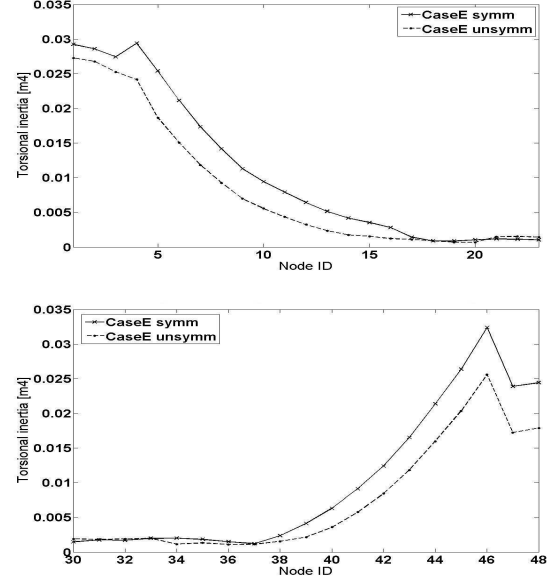 0.035
0.03
0.025
0.02
0.015
0.01
0.005
0
Torsional inertia [m4]
CaseE symm
CaseE unsymm
5 10 15 20
Node ID
0.035
0.03
0.025
0.02
0.015
0.01
0.005
0
Torsional inertia [m4]
CaseE symm
CaseE unsymm
30 32 34 36 38 40 42 44 46 48
Node ID